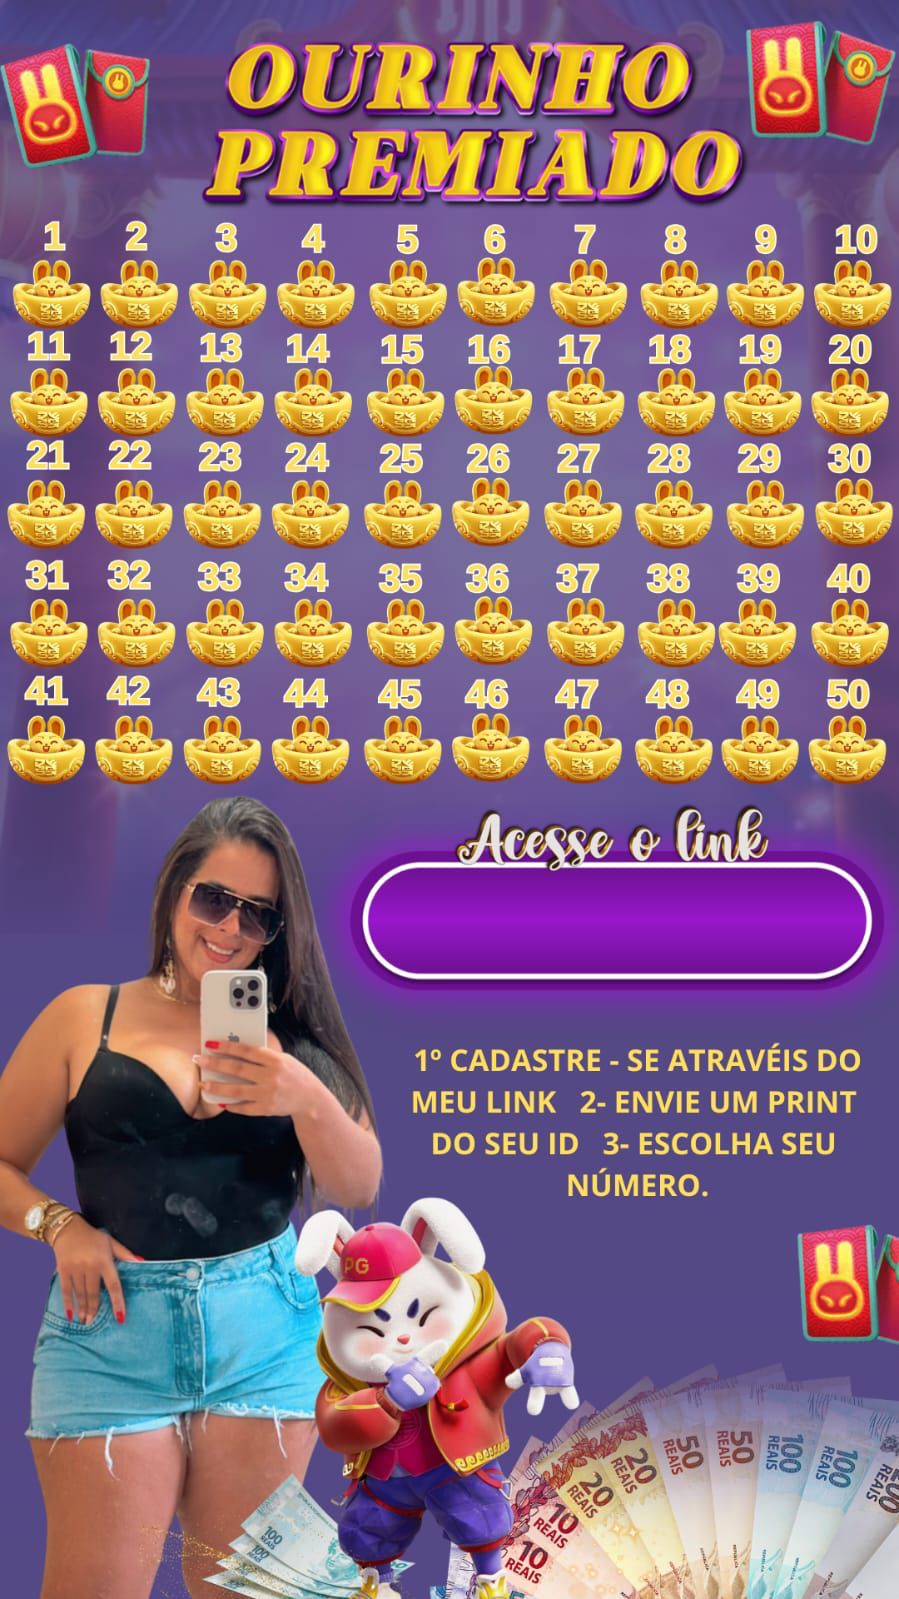 OURINHO
PREMIADO
1 2 3 4 5 6 7 8 9 10
11 12 13 14 15 16 17 18 19 20
21 22 23 24 25 26 27 28 29 30
31 32 33 34 35 36 37 38 39 40
41 42 43 44 45 46 47 48 49 50
Acesse o link
1º CADASTRE - SE ATRAVÉIS DO
MEU LINK 2- ENVIE UM PRINT
DO SEU ID 3- ESCOLHA SEU
NÚMERO.
PG
100
100
10
REAIS
10
REAIS
20
REAIS
20
REAIS
50
REAIS
50
REAIS
100
REAIS
100
REAIS
REAIS